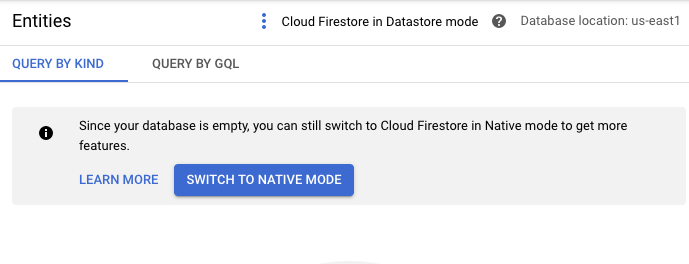 Entities
Cloud Firestore in Datastore mode
Database location: us-east1
QUERY BY KIND
QUERY BY GQL
Since your database is empty, you can still switch to Cloud Firestore in Native mode to get more
features.
LEARN MORE
SWITCH TO NATIVE MODE